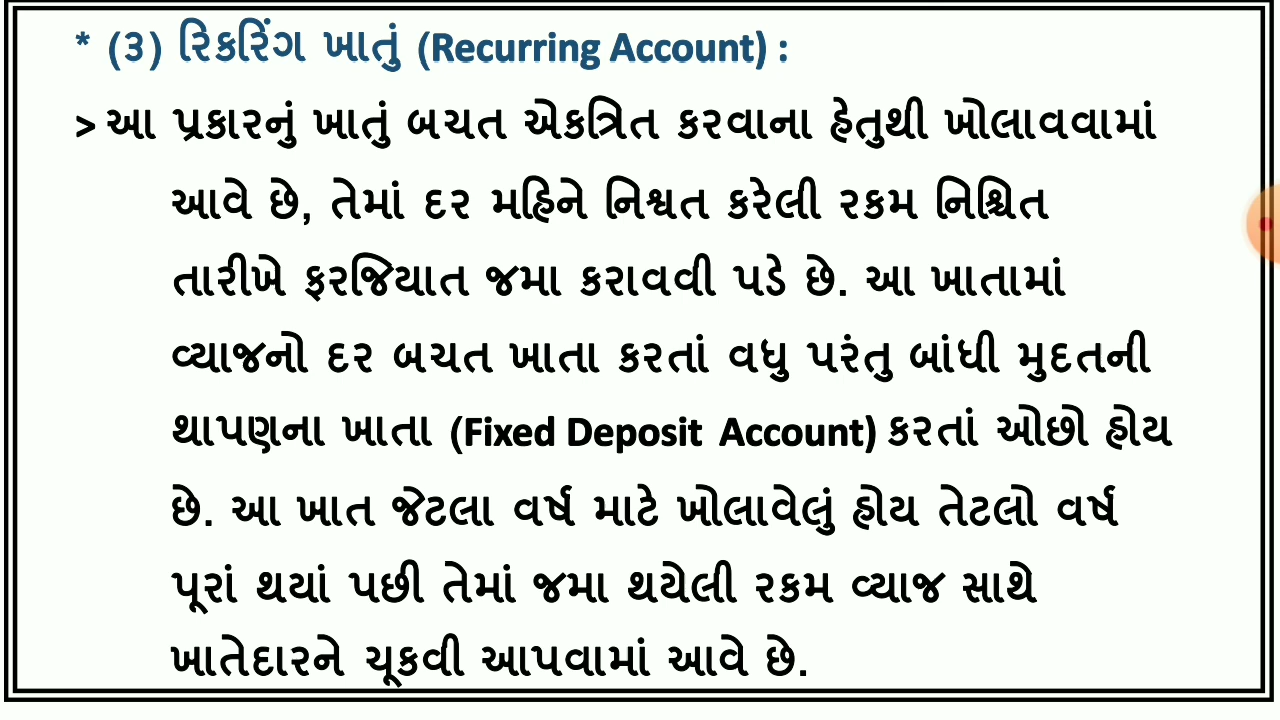 * (૩) રિકરિંગ ખાતું (Recurring Account) :
> આ પ્રકારનું ખાતું બચત એકત્રિત કરવાના હેતુથી ખોલાવવામાં
આવે છે, તેમાં દર મહિને નિશ્વત કરેલી રકમ નિશ્ચિત
તારીખે ફરજિયાત જમા કરાવવી પડે છે. આ ખાતામાં
વ્યાજનો દર બચત ખાતા કરતાં વધુ પરંતુ બાંધી મુદતની
થાપણના ખાતા (Fixed Deposit Account) કરતાં ઓછો હોય
છે. આ ખાત જેટલા વર્ષ માટે ખોલાવેલું હોય તેટલો વર્ષ
પૂરાં થયાં પછી તેમાં જમા થયેલી રકમ વ્યાજ સાથે
ખાતેદારને ચૂકવી આપવામાં આવે છે.